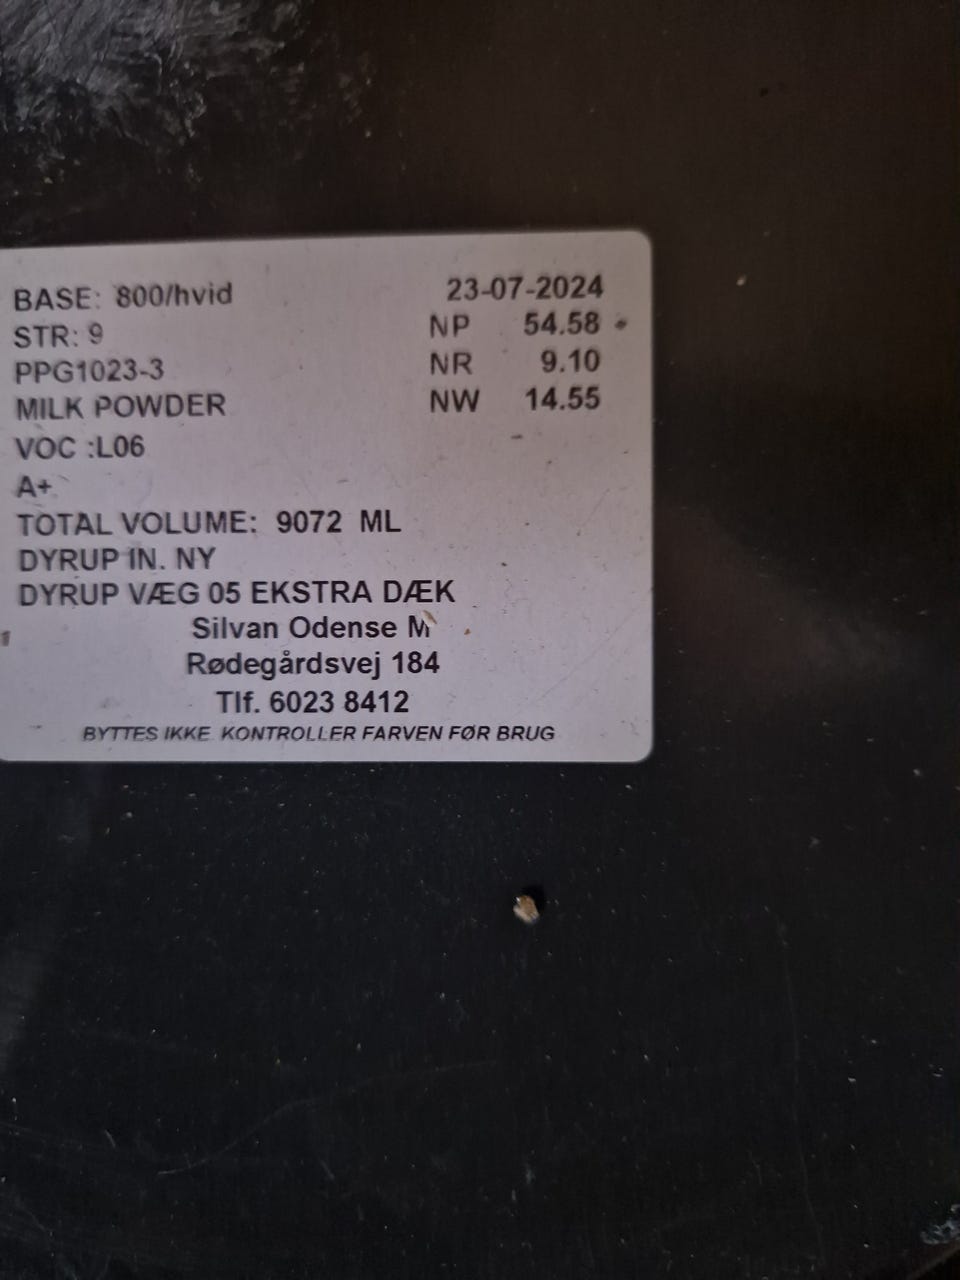 BASE: 800/hvid 23-07-2024
STR: 9 NP 54.58
PPG1023-3 NR 9.10
MILK POWDER NW 14.55
VOC :L06
A+
TOTAL VOLUME: 9072 ML
DYRUP IN. NY
DYRUP VÆG 05 EKSTRA DÆK
Silvan Odense M
Rødegårdsvej 184
Tlf. 6023 8412
BYTTES IKKE KONTROLLER FARVEN FØR BRUG